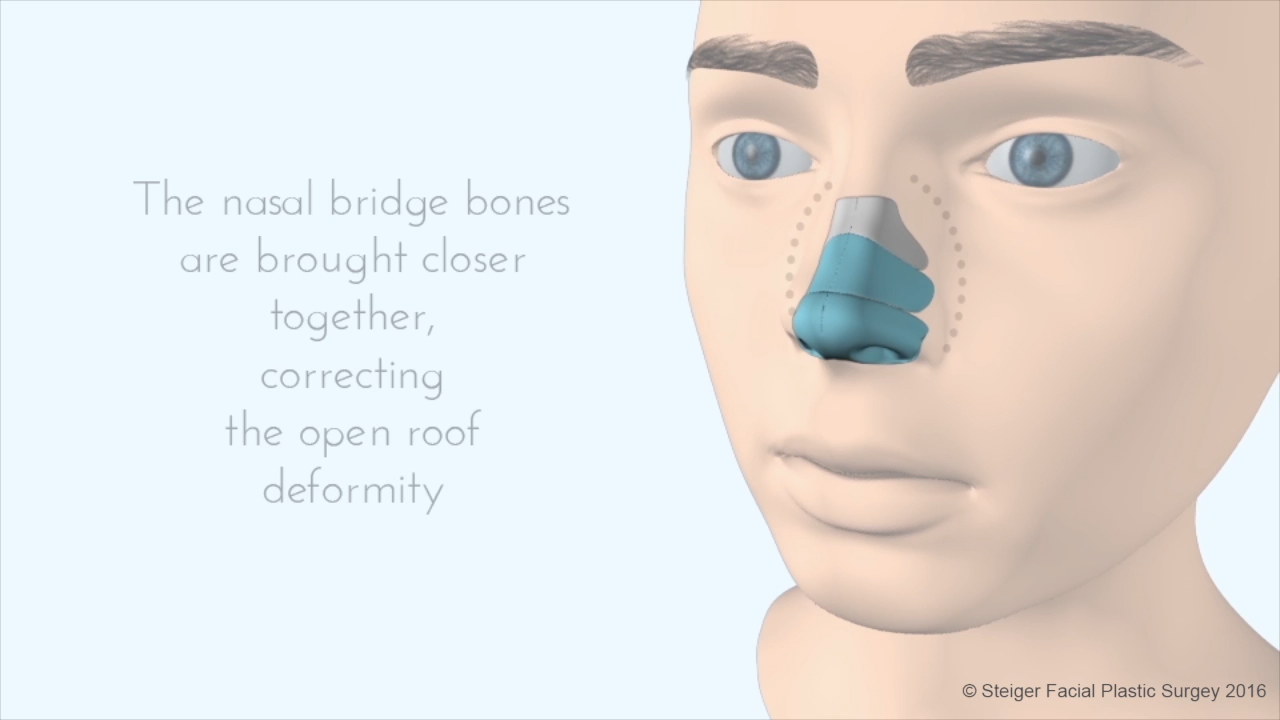 The nasal bridge bones
are brought closer
together,
correcting
the open roof
deformity
© Steiger Facial Plastic Surgey 2016